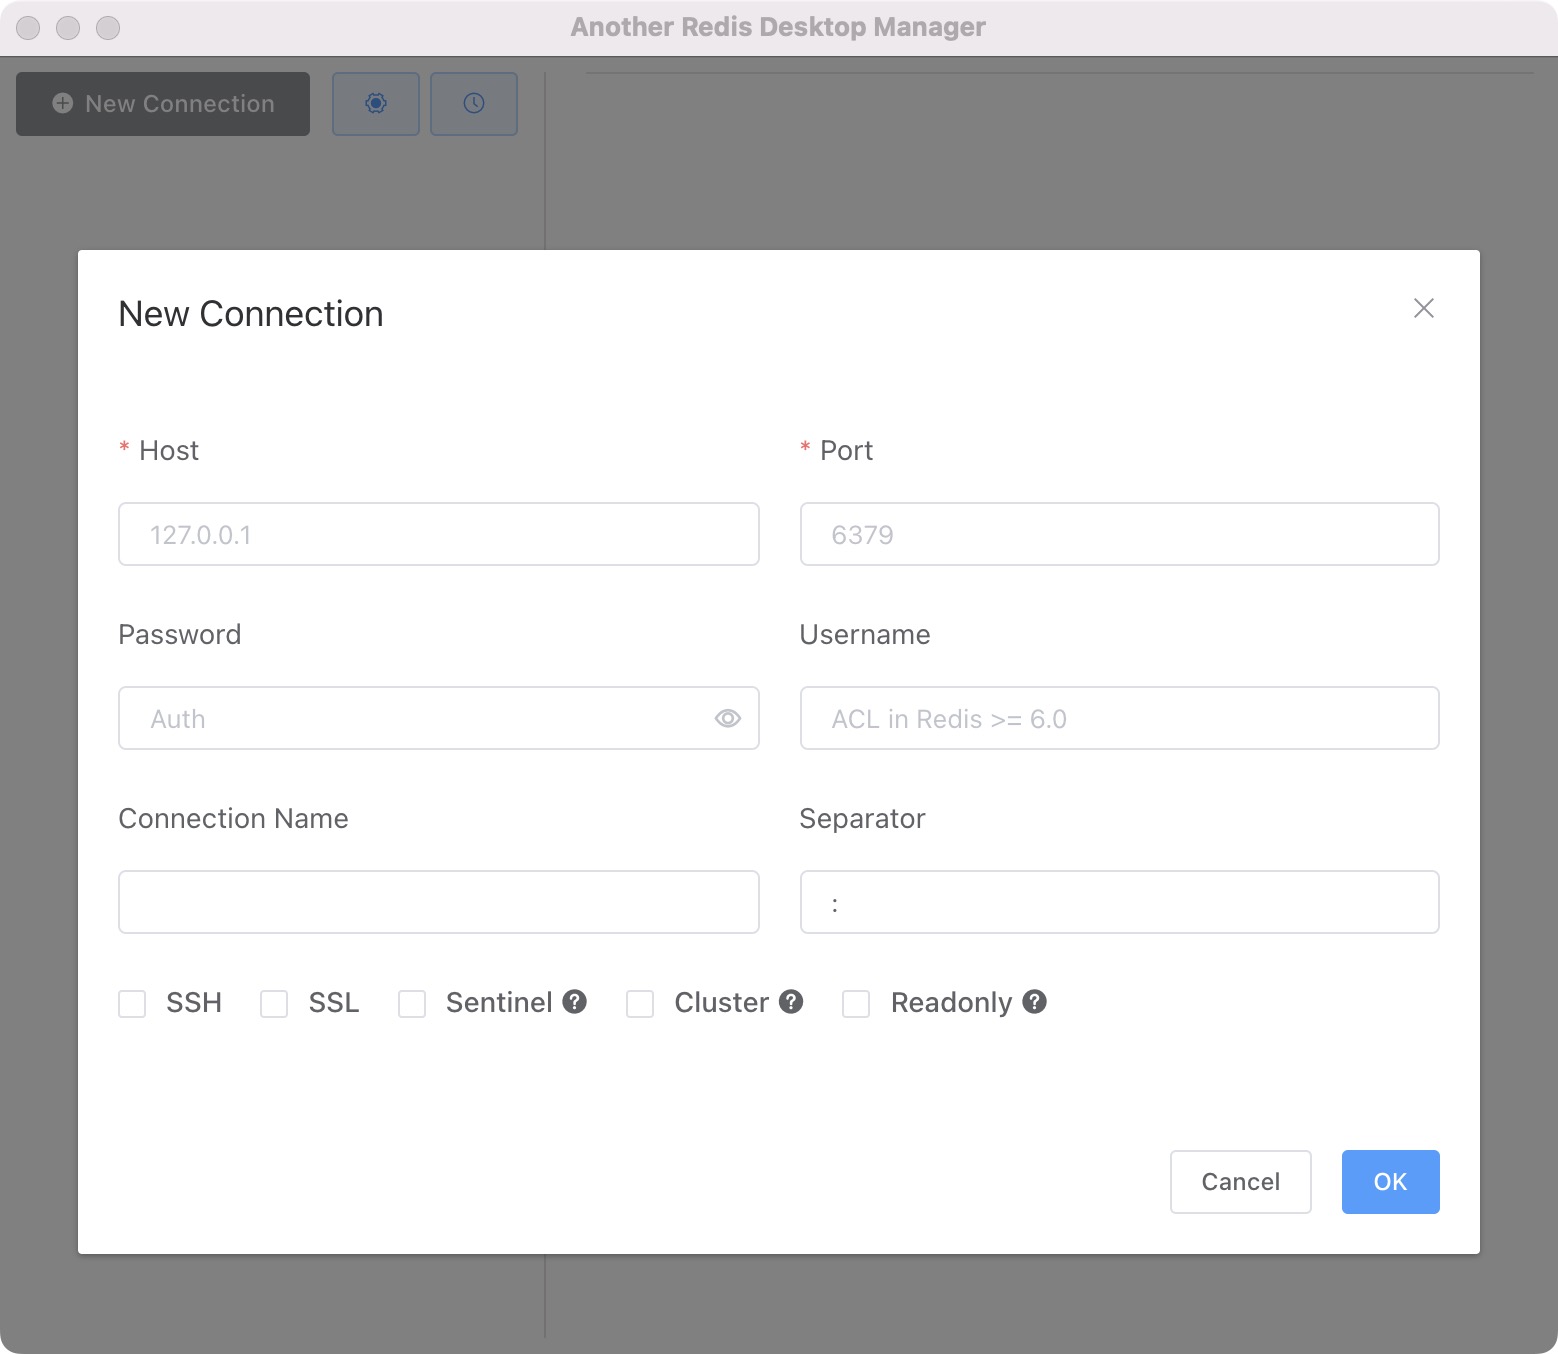 Another Redis Desktop Manager
New Connection
New Connection
* Host
* Port
127.0.0.1
6379
Password
Username
Auth
ACL in Redis >= 6.0
Connection Name
Separator
:
SSH SSL Sentinel ? Cluster ? Readonly ?
Cancel OK